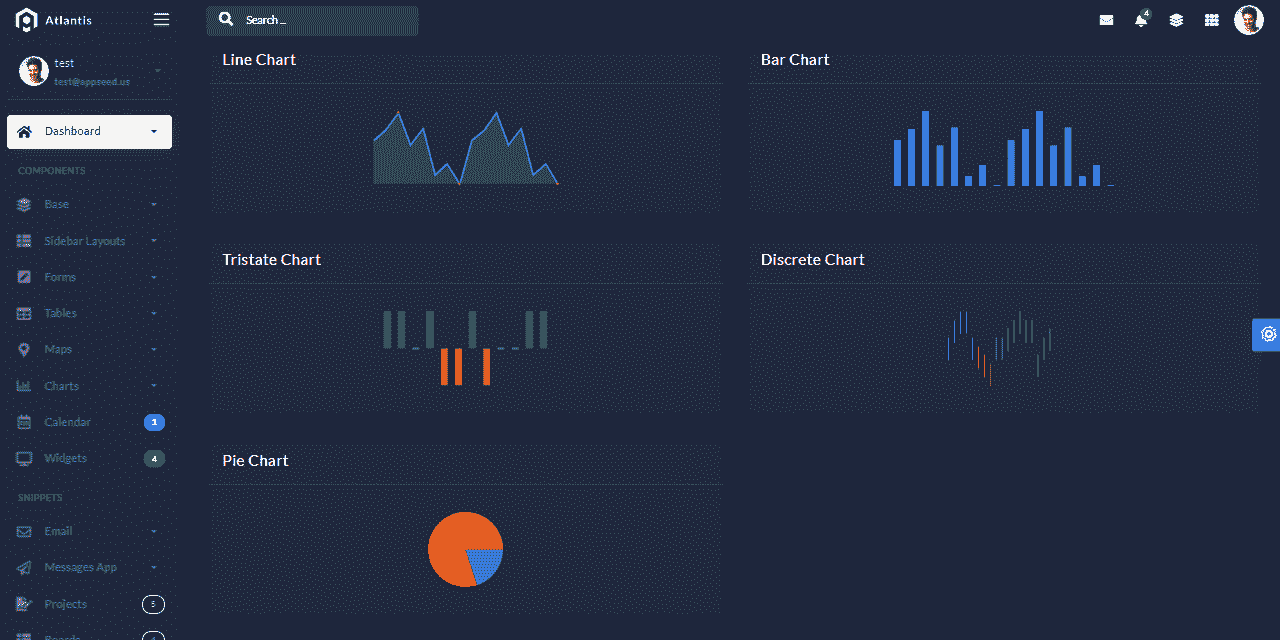 Atlantis
Search ...
4
test
test@appseed.us
Dashboard
COMPONENTS
Base
Sidebar Layouts
Forms
Tables
Maps
Charts
Calendar 1
Widgets 4
SNIPPETS
Email
Messages App
Projects 5
Boards
Line Chart
Bar Chart
Tristate Chart
Discrete Chart
Pie Chart